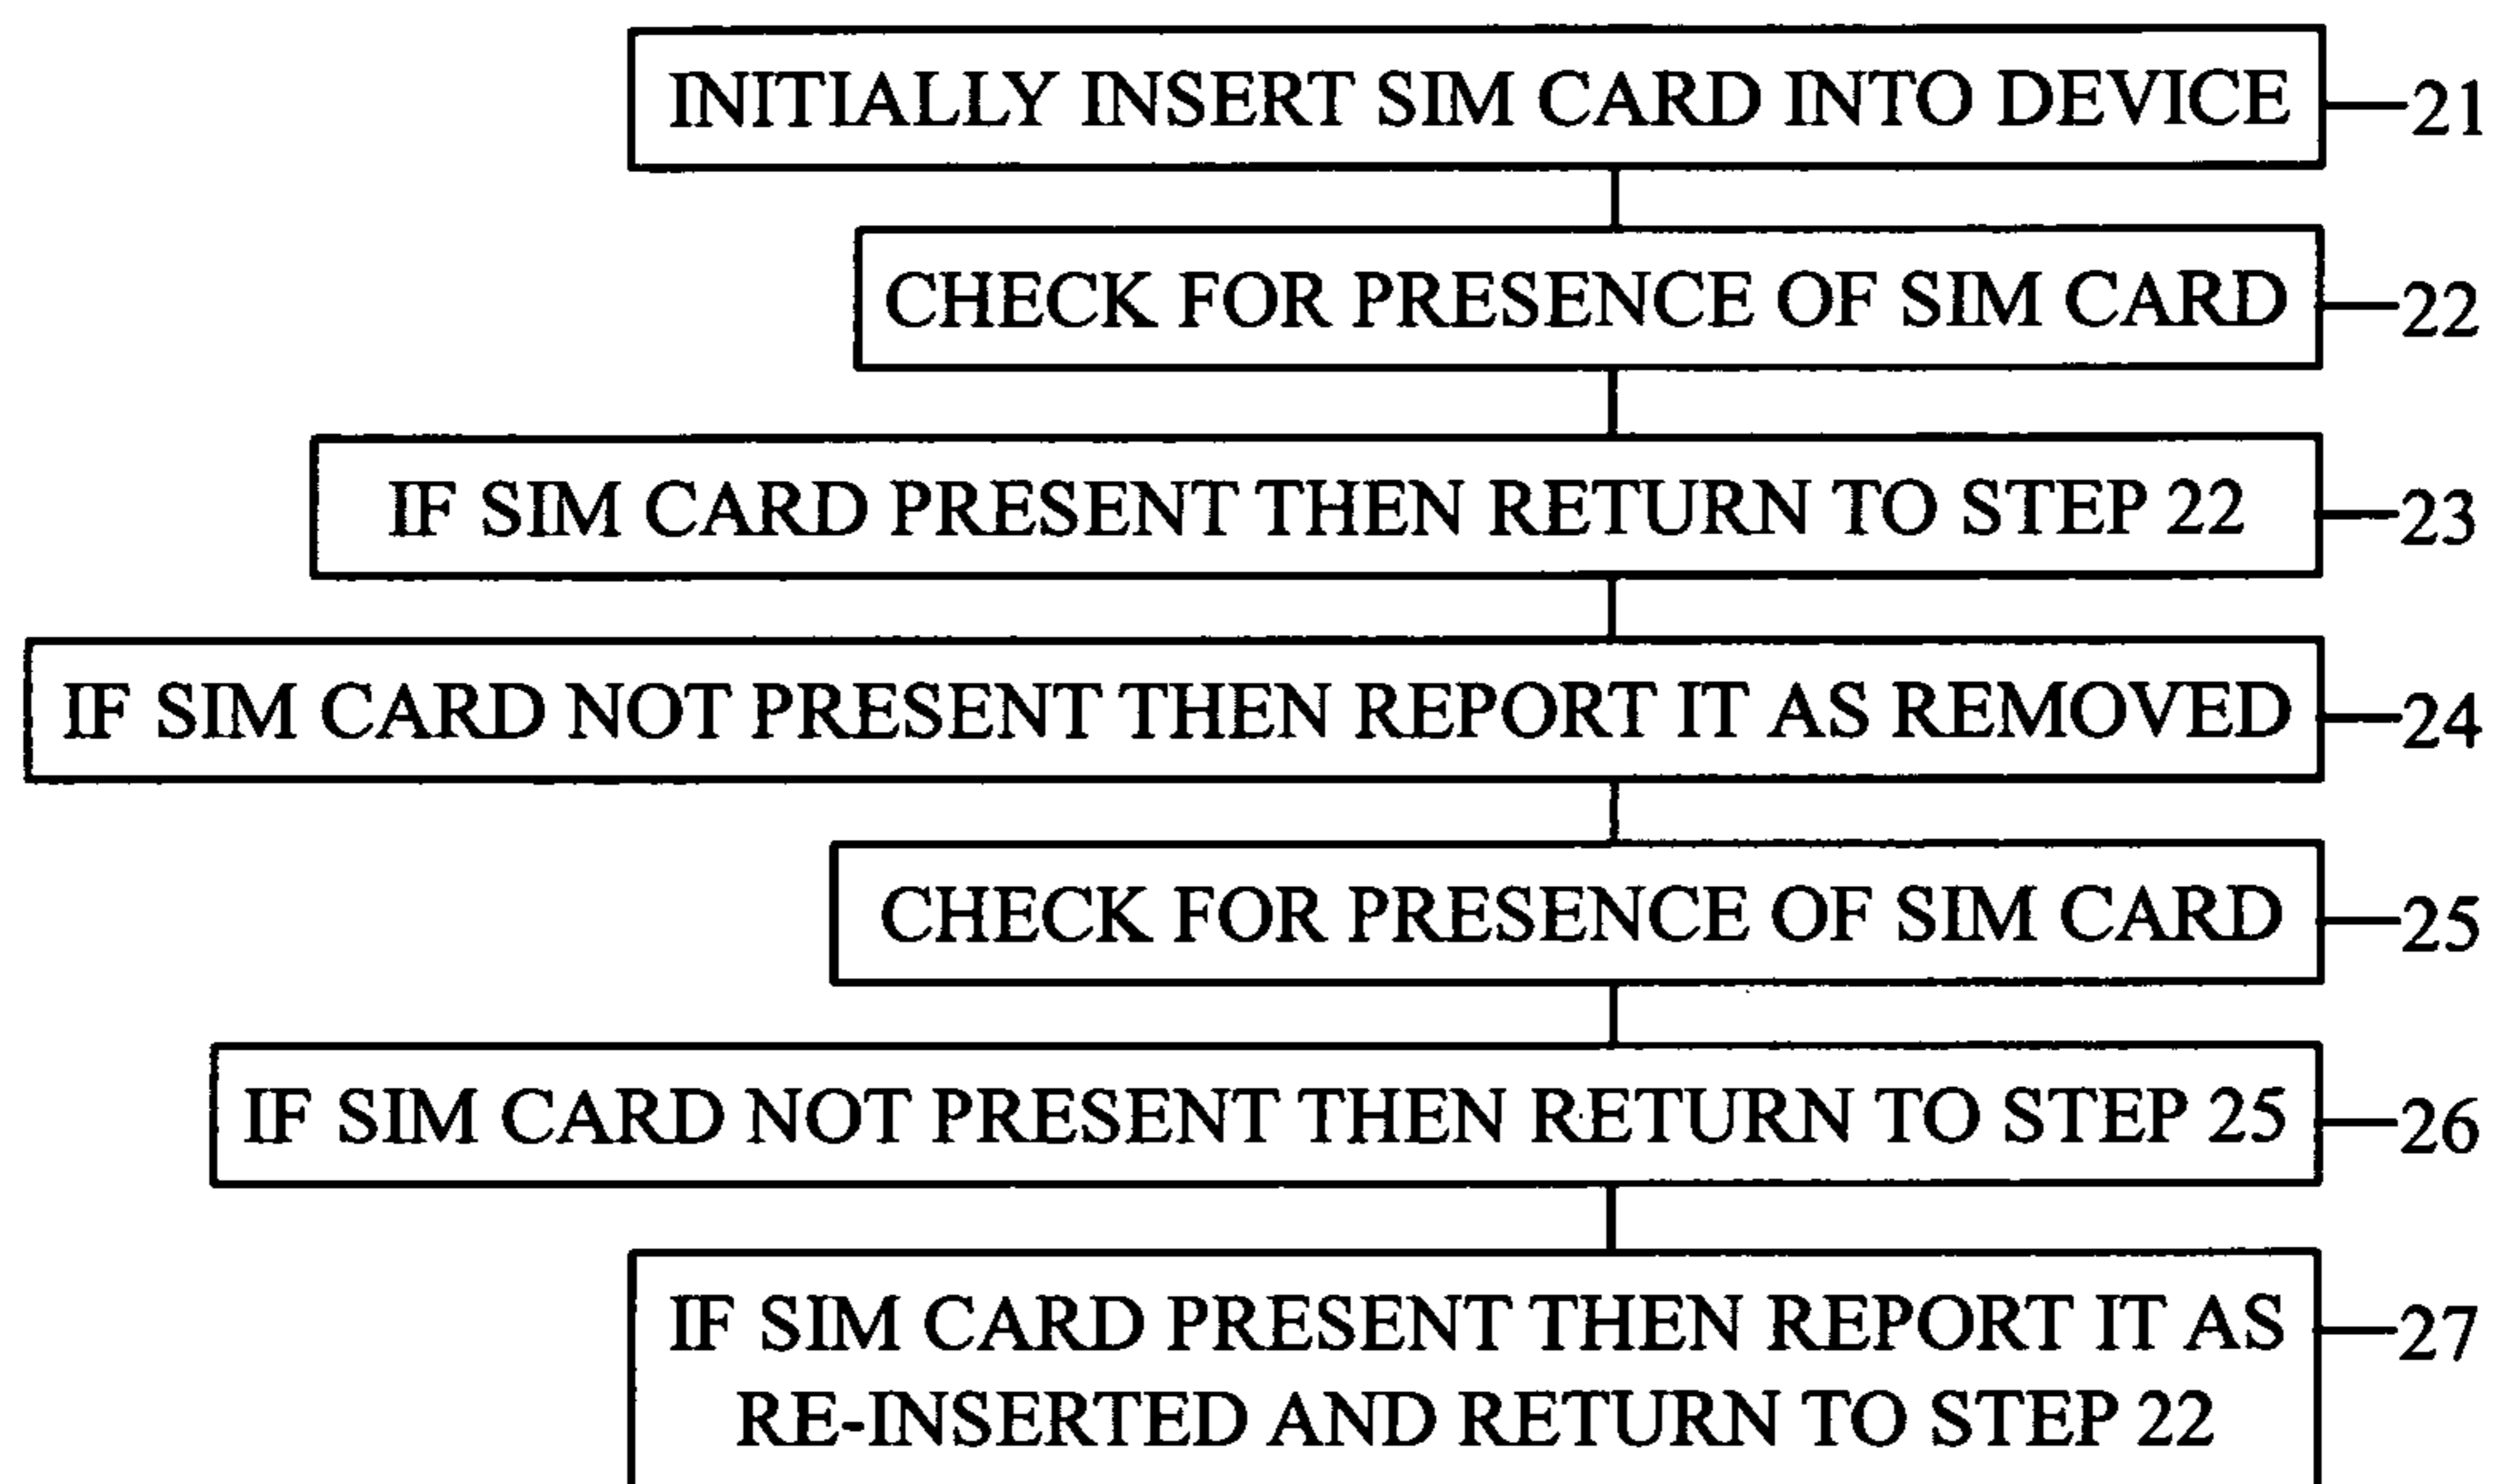 INITIALLY INSERT SIM CARD INTO DEVICE 21
CHECK FOR PRESENCE OF SIM CARD 22
IF SIM CARD PRESENT THEN RETURN TO STEP 22 23
IF SIM CARD NOT PRESENT THEN REPORT IT AS REMOVED 24
CHECK FOR PRESENCE OF SIM CARD 25
IF SIM CARD NOT PRESENT THEN RETURN TO STEP 25 26
IF SIM CARD PRESENT THEN REPORT IT AS 27
RE-INSERTED AND RETURN TO STEP 22